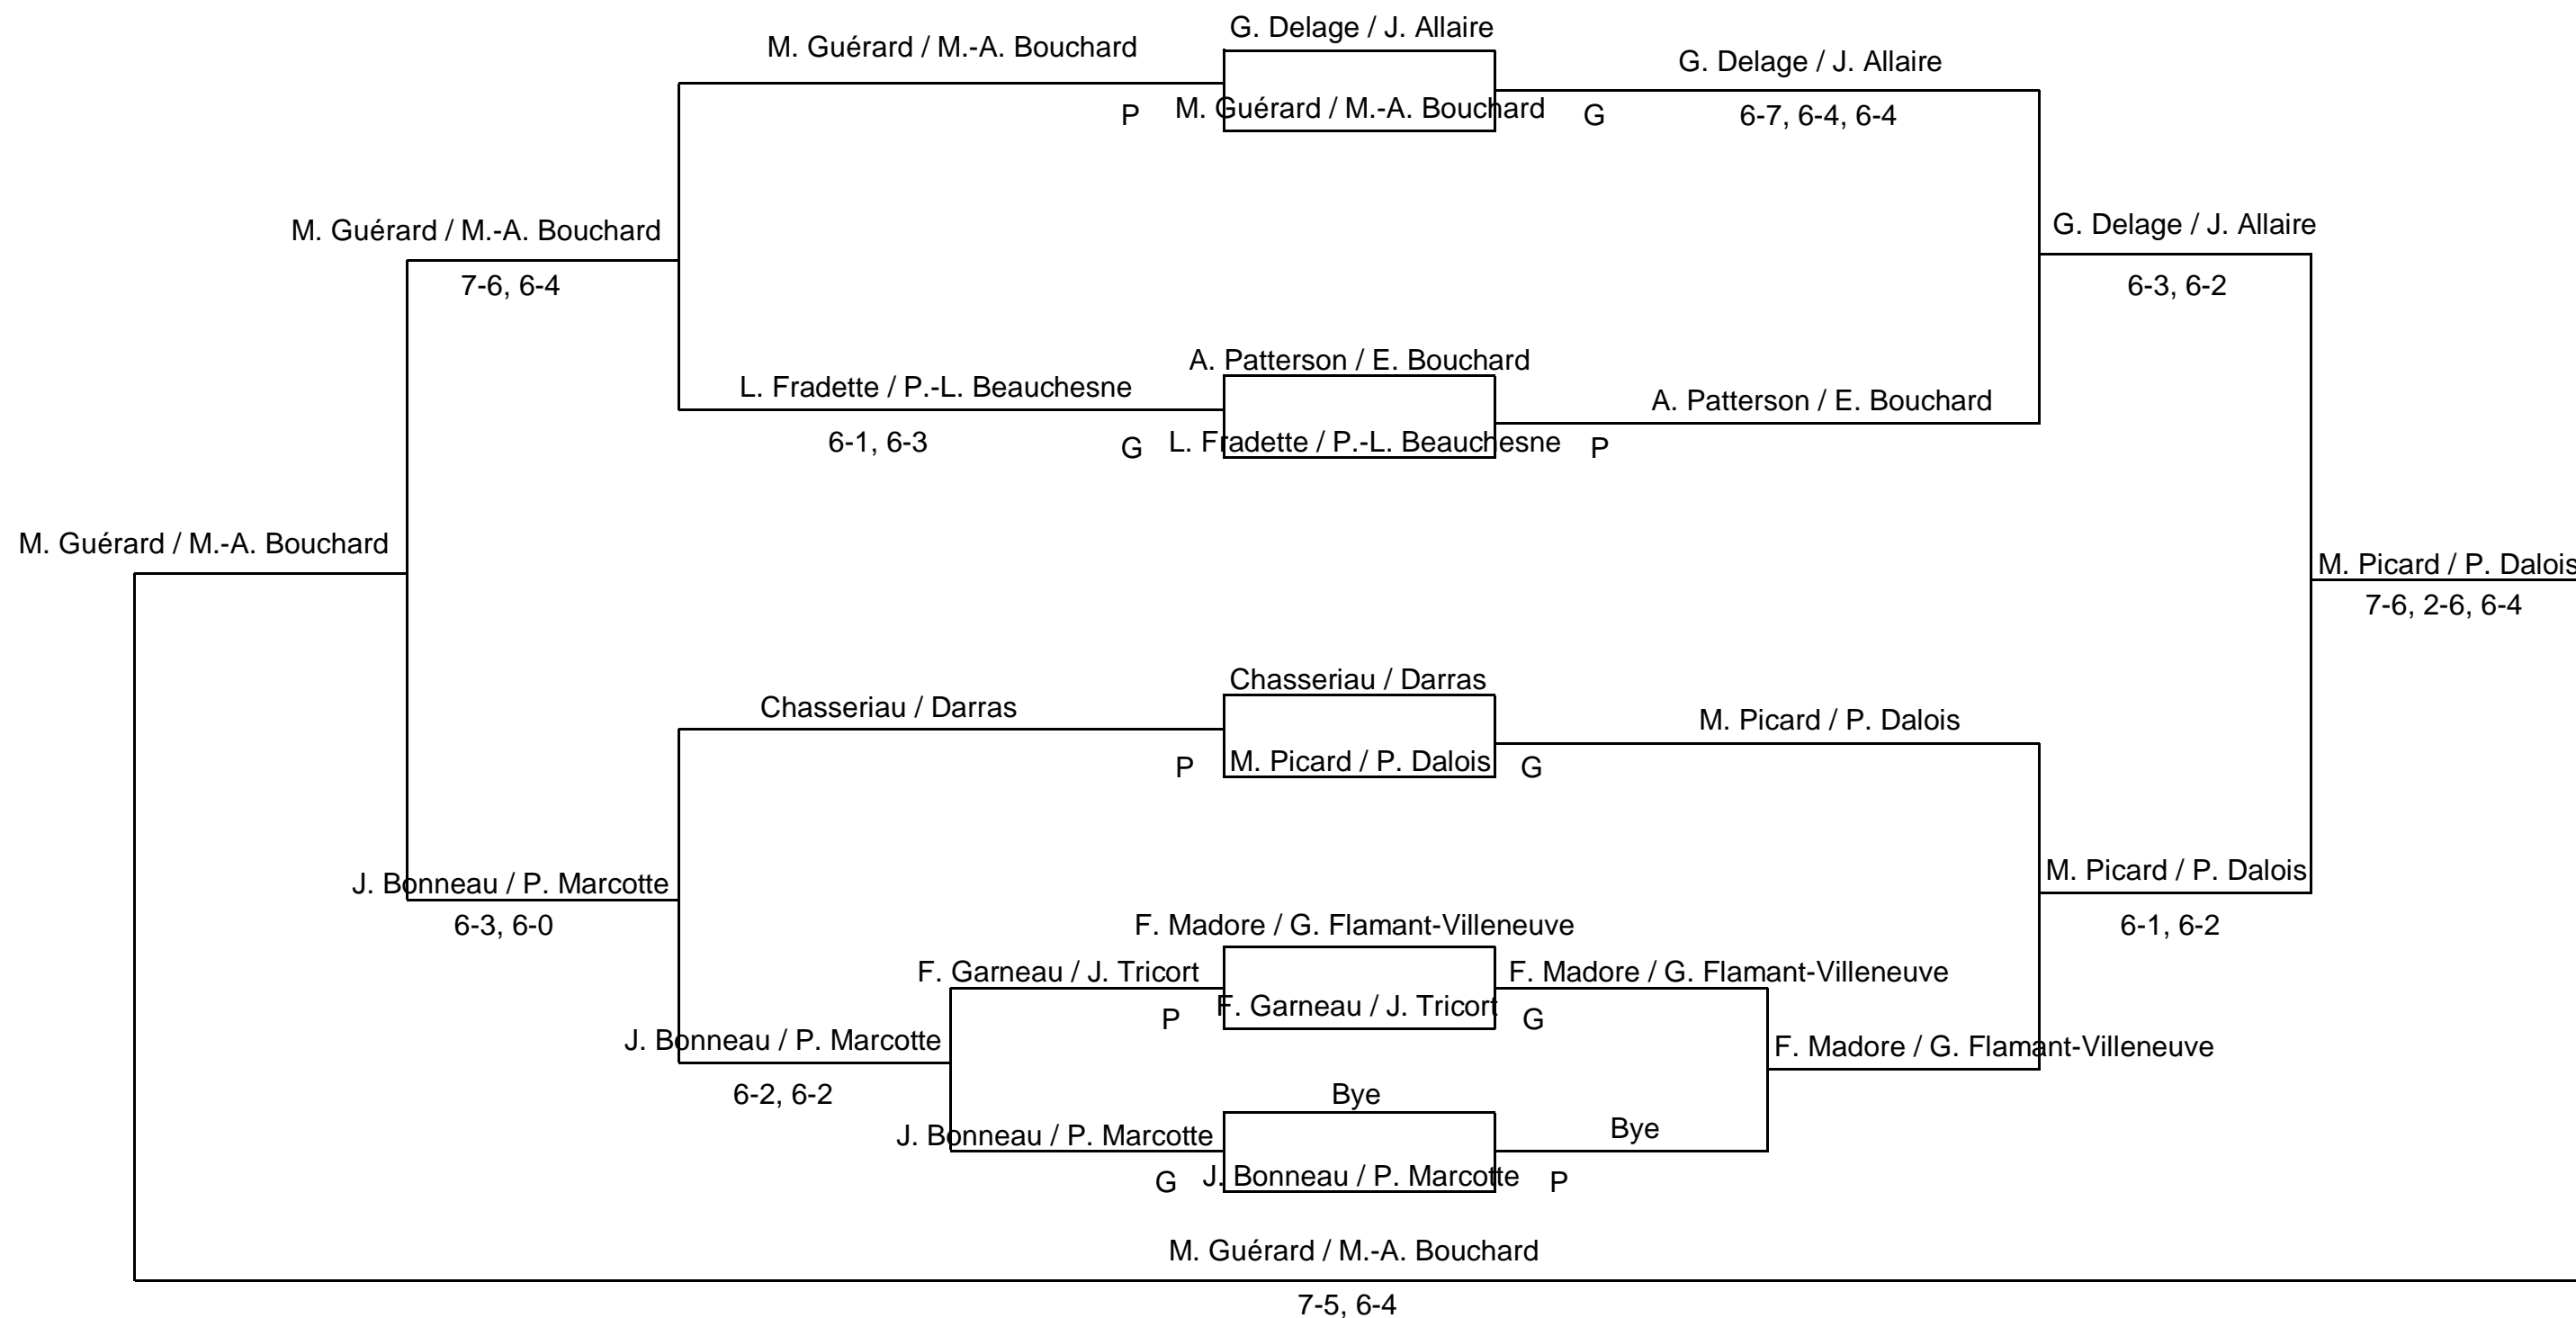 G. Delage / J. Allaire
M. Guérard / M.-A. Bouchard
G. Delage / J. Allaire
P
M. Guérard / M.-A. Bouchard
G
6-7, 6-4, 6-4
M. Guérard / M.-A. Bouchard
G. Delage / J. Allaire
7-6, 6-4
6-3, 6-2
A. Patterson / E. Bouchard
L. Fradette / P.-L. Beauchesne
A. Patterson / E. Bouchard
6-1, 6-3
G
L. Fradette / P.-L. Beauchesne
P
M. Guérard / M.-A. Bouchard
M. Picard / P. Dalois
7-6, 2-6, 6-4
Chasseriau / Darras
Chasseriau / Darras
M. Picard / P. Dalois
P
M. Picard / P. Dalois
G
J. Bonneau / P. Marcotte
M. Picard / P. Dalois
6-3, 6-0
F. Madore / G. Flamant-Villeneuve
6-1, 6-2
F. Garneau / J. Tricort
F. Madore / G. Flamant-Villeneuve
P
F. Garneau / J. Tricort
G
J. Bonneau / P. Marcotte
F. Madore / G. Flamant-Villeneuve
6-2, 6-2
Bye
J. Bonneau / P. Marcotte
Bye
G
J. Bonneau / P. Marcotte
P
M. Guérard / M.-A. Bouchard
7-5, 6-4